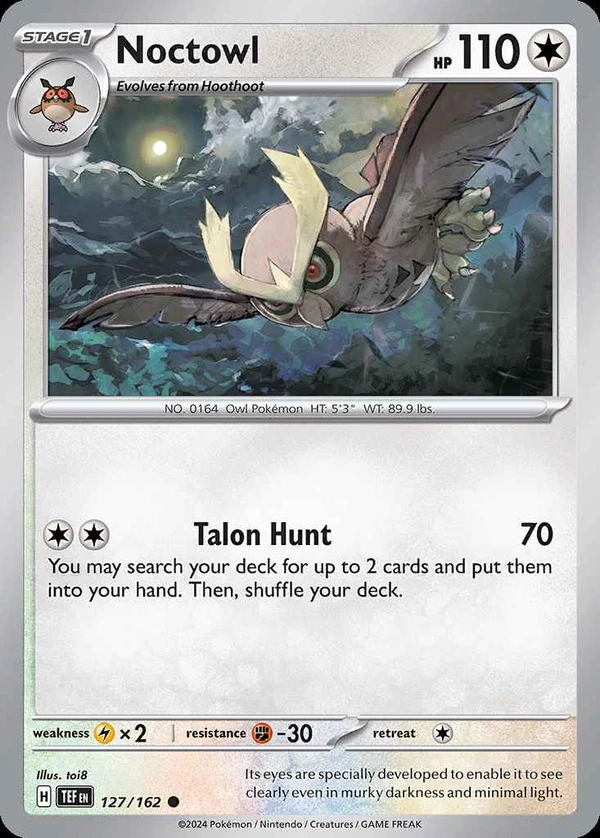 STAGE1
Noctowl
HP 110
Evolves from Hoothoot
NO. 0164 Owl Pokémon HT: 5'3" WT: 89.9 lbs.
Talon Hunt 70
You may search your deck for up to 2 cards and put them
into your hand. Then, shuffle your deck.
weakness ×2 resistance -30 retreat
Illus. toi8
H TEF EN 127/162
Its eyes are specially developed to enable it to see
clearly even in murky darkness and minimal light.
©2024 Pokémon / Nintendo / Creatures / GAME FREAK